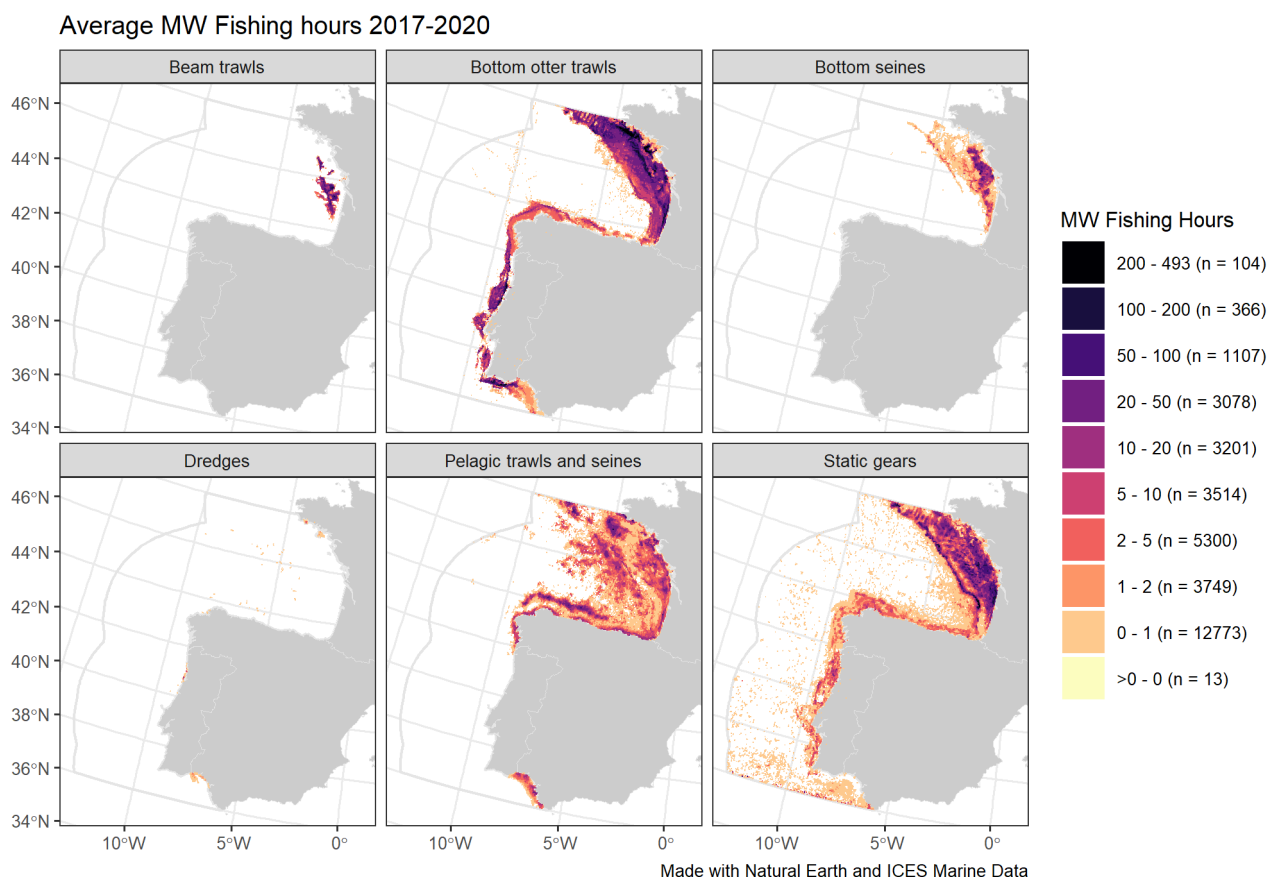 Average MW Fishing hours 2017-2020
Beam trawls
Bottom otter trawls
Bottom seines
46°N
44°N
42°N
40°N
38°N
36°N
34°N
Dredges
Pelagic trawls and seines
Static gears
46°N
44°N
42°N
40°N
38°N
36°N
34°N
10°W
5°W
0°
10°W
5°W
0°
10°W
5°W
0°
MW Fishing Hours
200 - 493 (n = 104)
100 - 200 (n = 366)
50 - 100 (n = 1107)
20 - 50 (n = 3078)
10 - 20 (n = 3201)
5 - 10 (n = 3514)
2 - 5 (n = 5300)
1 - 2 (n = 3749)
0 - 1 (n = 12773)
>0 - 0 (n = 13)
Made with Natural Earth and ICES Marine Data